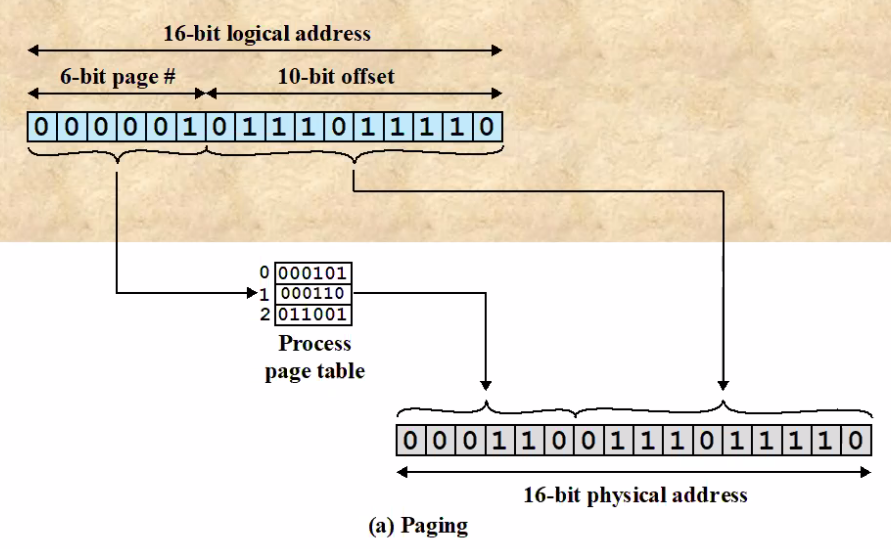 16-bit logical address
6-bit page #
10-bit offset
0 0 0 0 0 1 0 1 1 1 0 1 1 1 1 0
0 000101
1 000110
2 011001
Process
page table
0 0 0 1 1 0 0 1 1 1 0 1 1 1 1 0
16-bit physical address
(a) Paging